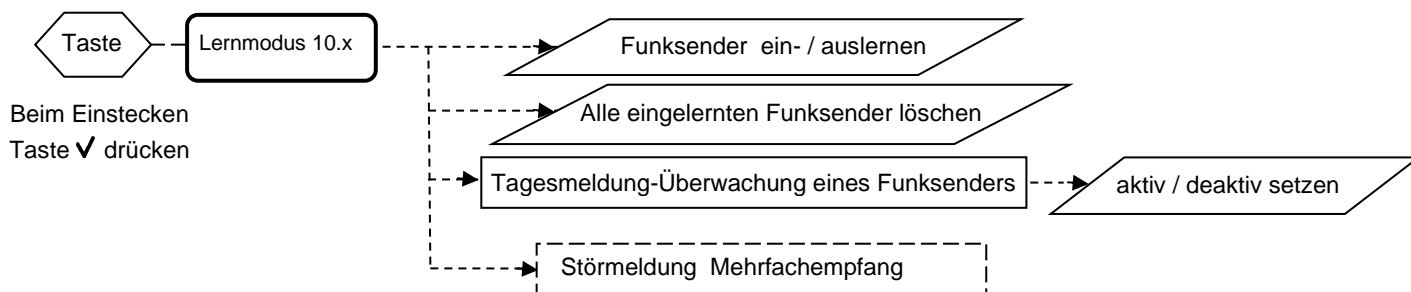 Taste
Lernmodus 10.x
Funksender ein- / auslernen
Beim Einstecken
Taste ✓ drücken
Alle eingelernten Funksender löschen
Tagesmeldung-Überwachung eines Funksenders
aktiv / deaktiv setzen
Störmeldung Mehrfachempfang